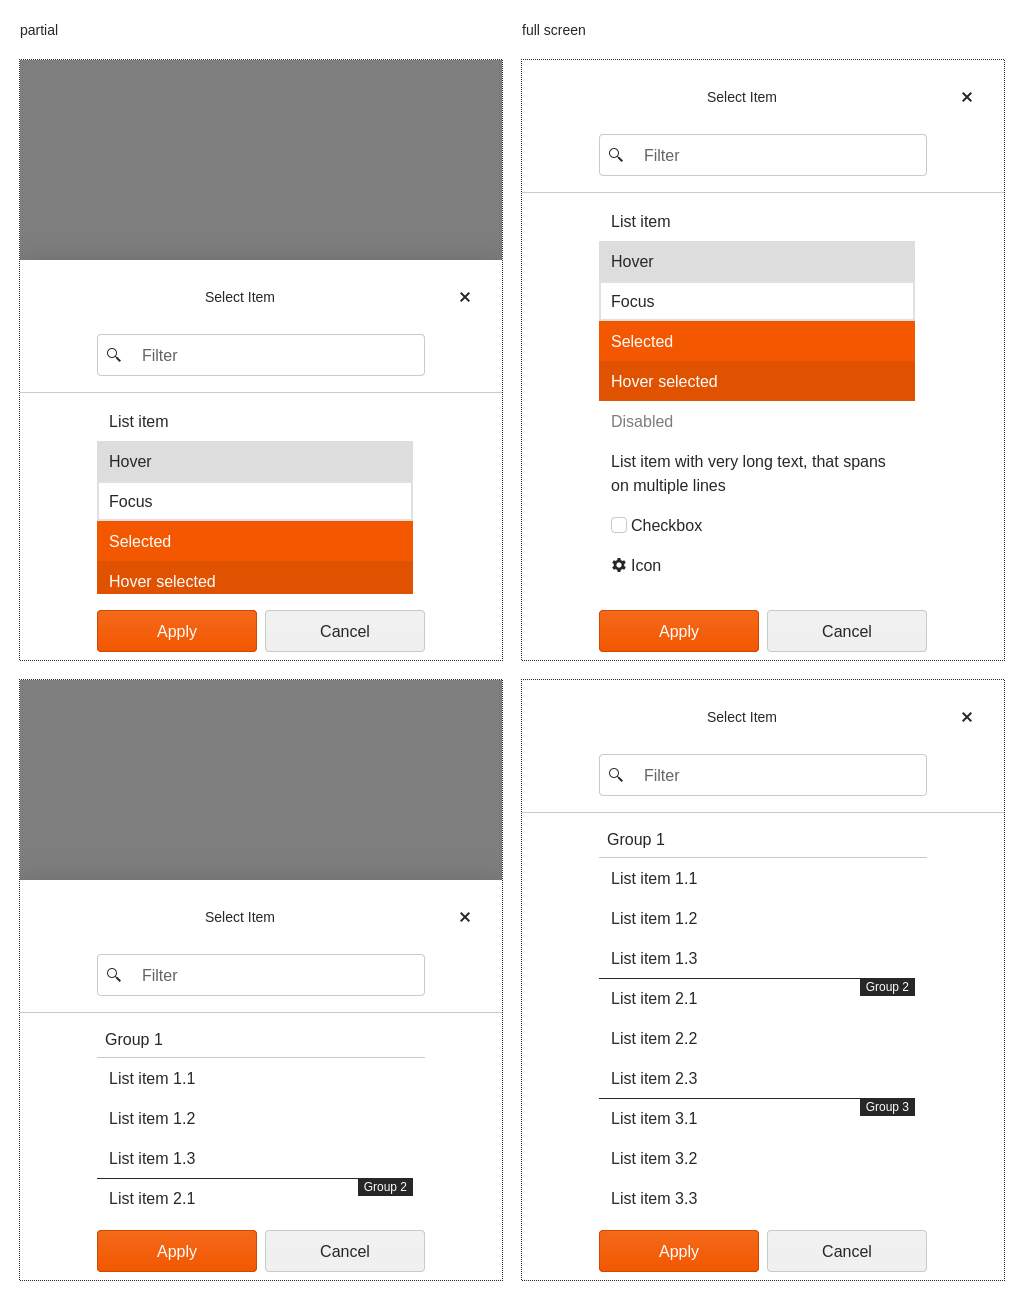 partial
full screen
Select Item
Filter
List item
Hover
Focus
Selected
Hover selected
Apply
Cancel
Select Item
Filter
List item
Hover
Focus
Selected
Hover selected
Disabled
List item with very long text, that spans
on multiple lines
Checkbox
Icon
Apply
Cancel
Select Item
Filter
Group 1
List item 1.1
List item 1.2
List item 1.3
Group 2
List item 2.1
Apply
Cancel
Select Item
Filter
Group 1
List item 1.1
List item 1.2
List item 1.3
Group 2
List item 2.1
List item 2.2
List item 2.3
Group 3
List item 3.1
List item 3.2
List item 3.3
Apply
Cancel